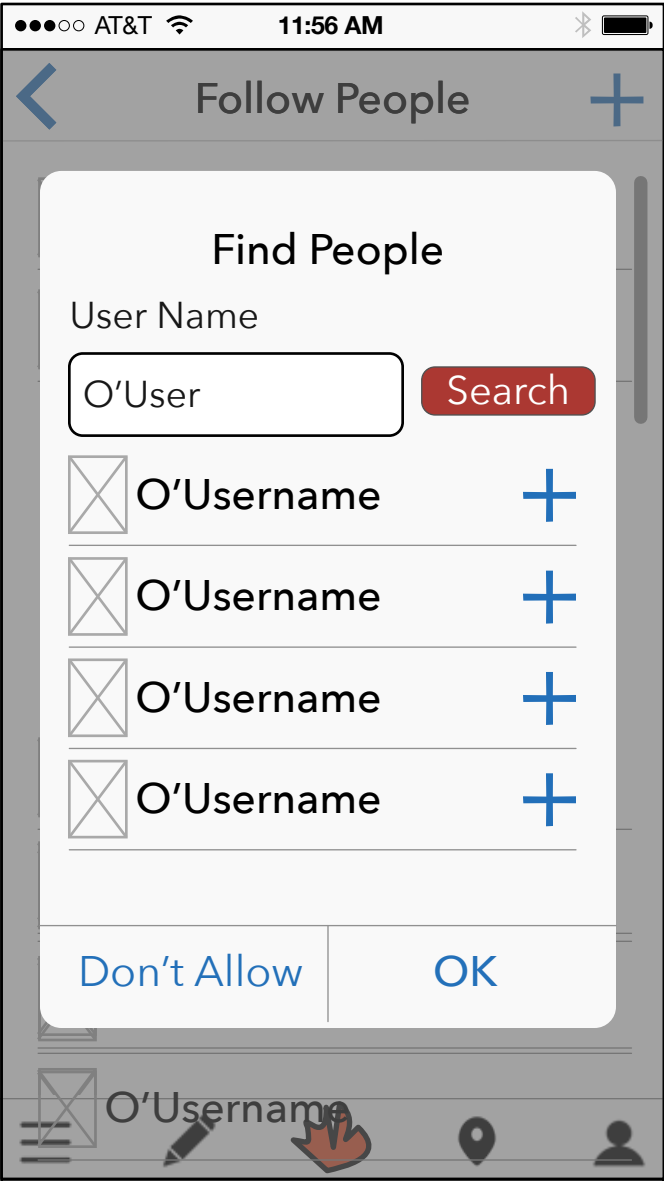 AT&T 11:56 AM
Follow People
Find People
User Name
O’User Search
O’Username
O’Username
O’Username
O’Username
Don’t Allow OK
O’Username